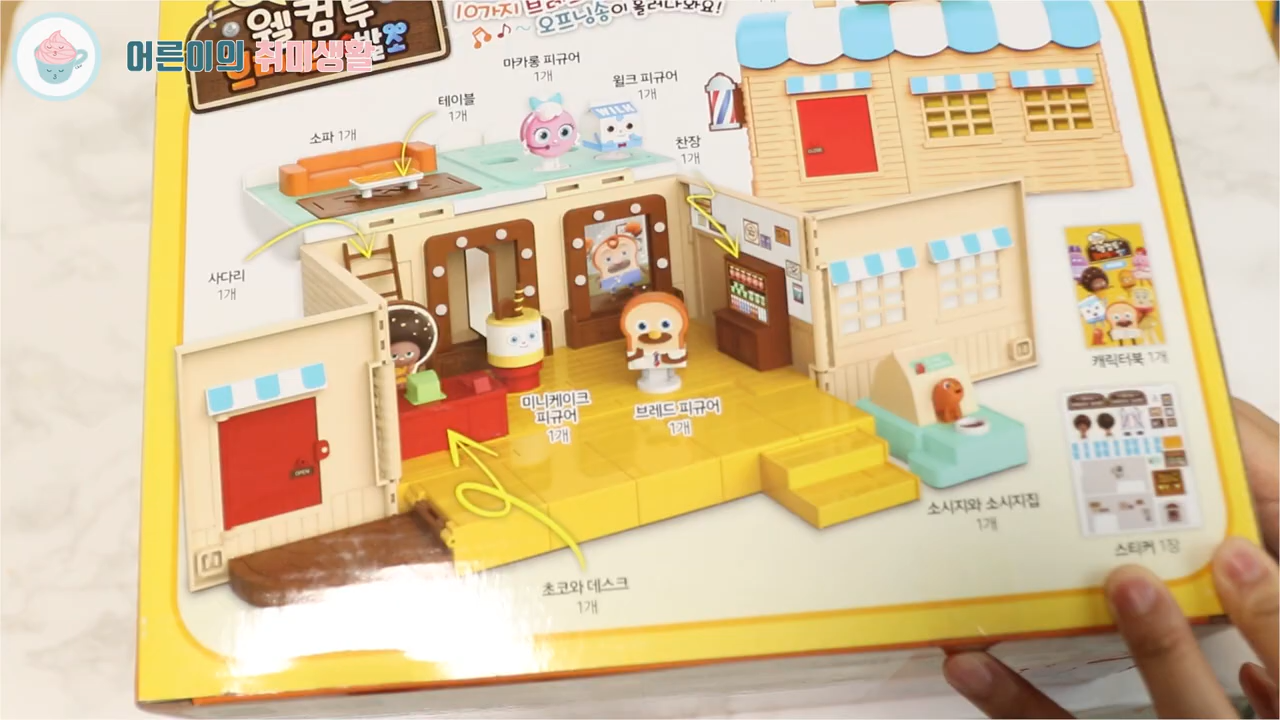 어른이의 취미생활
웰컴투
10가지 브레드
오프닝송이 흘러나와요!
마카롱 피규어
1개
윌크 피규어
1개
테이블
1개
소파 1개
찬장
1개
MILK
사다리
1개
미니케이크
피규어
1개
브레드 피규어
1개
캐릭터북 1개
OPEN
소시지와 소시지집
1개
스티커 1장
초코와 데스크
1개